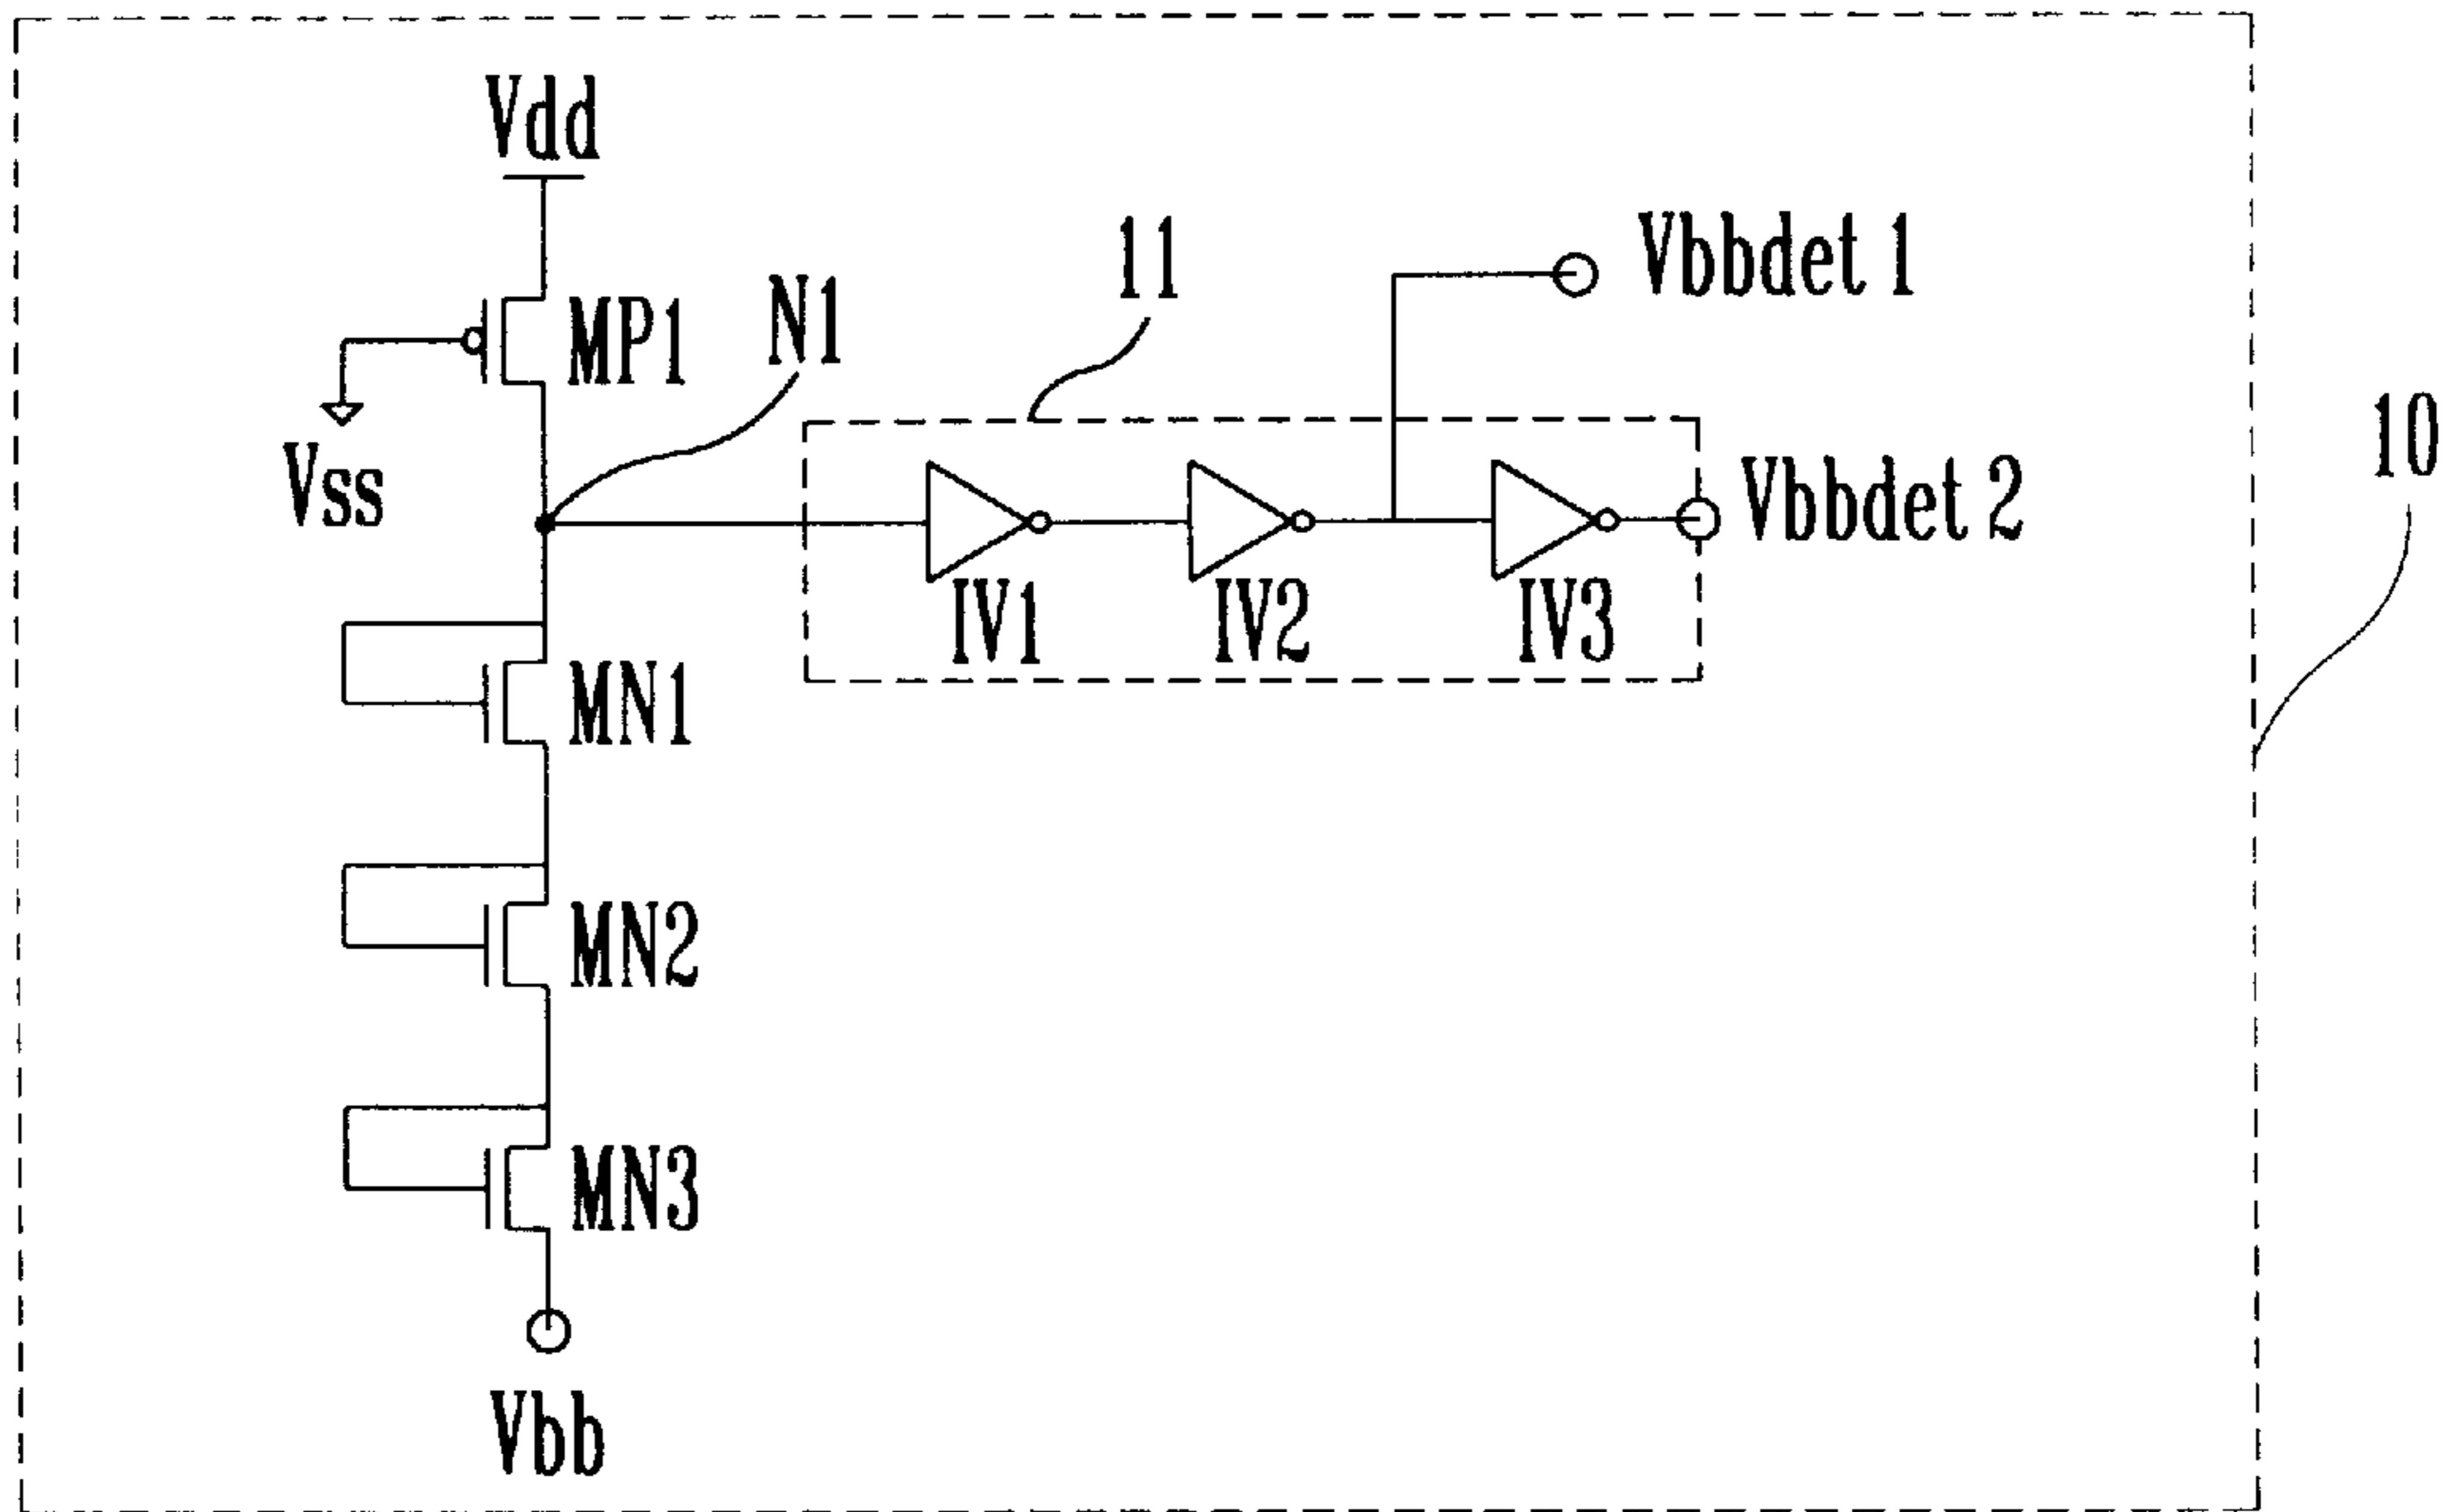 Vdd
11
Vbbdet 1
N1
MP1
10
Vss
Vbbdet 2
IV1
IV2
IV3
MN1
MN2
MN3
Vbb